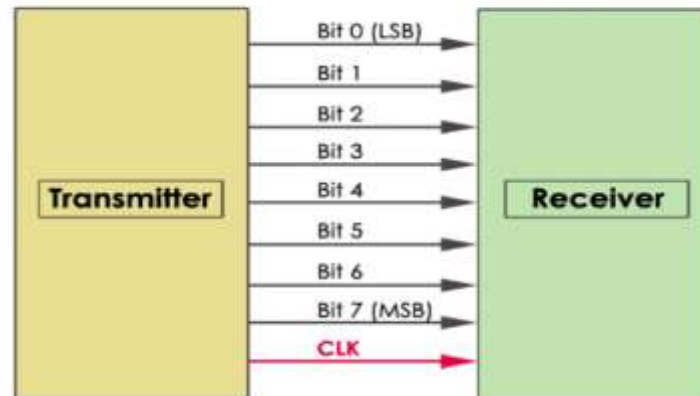 Bit 0 (LSB)
Bit 1
Bit 2
Bit 3
Transmitter
Bit 4
Receiver
Bit 5
Bit 6
Bit 7 (MSB)
CLK